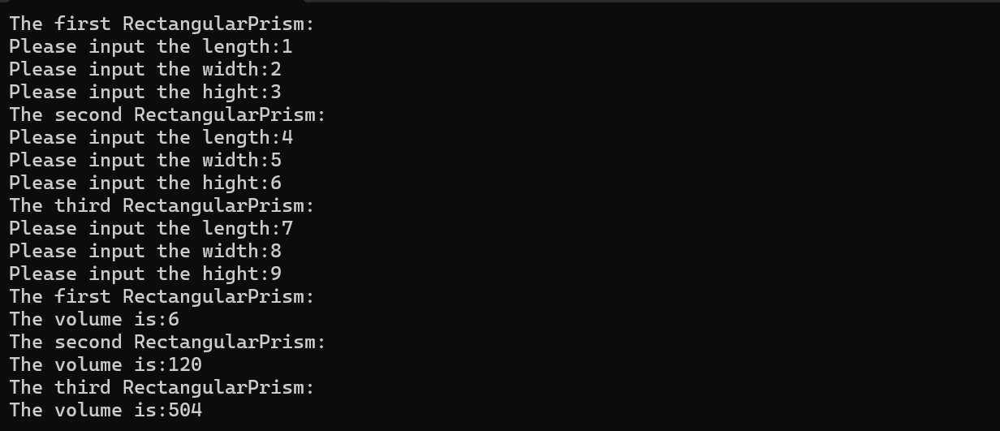 The first RectangularPrism:
Please input the length:1
Please input the width:2
Please input the hight:3
The second RectangularPrism:
Please input the length:4
Please input the width:5
Please input the hight:6
The third RectangularPrism:
Please input the length:7
Please input the width:8
Please input the hight:9
The first RectangularPrism:
The volume is:6
The second RectangularPrism:
The volume is:120
The third RectangularPrism:
The volume is:504